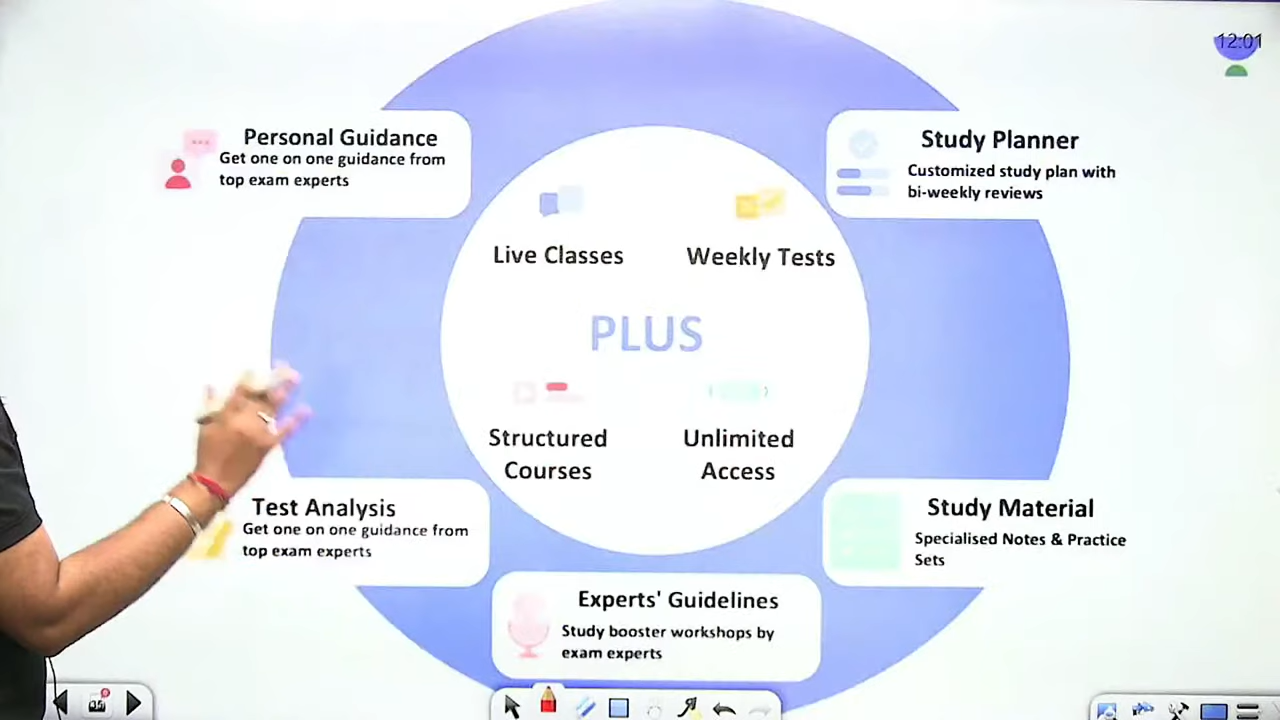 12:01
Personal Guidance
Get one on one guidance from
top exam experts
Study Planner
Customized study plan with
bi-weekly reviews
Live Classes
Weekly Tests
PLUS
Structured
Courses
Unlimited
Access
Test Analysis
Get one on one guidance from
top exam experts
Study Material
Specialised Notes & Practice
Sets
Experts' Guidelines
Study booster workshops by
exam experts